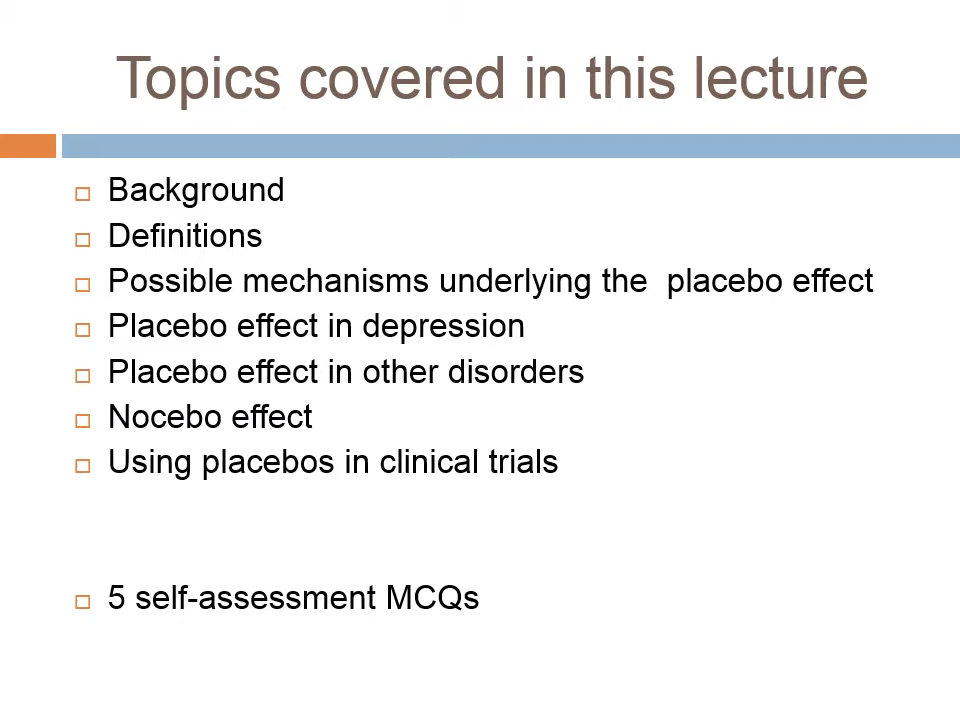 Topics covered in this lecture
Background
Definitions
Possible mechanisms underlying the  placebo effect
Placebo effect in depression
Placebo effect in other disorders
Nocebo effect
Using placebos in clinical trials
5 self-assessment MCQs